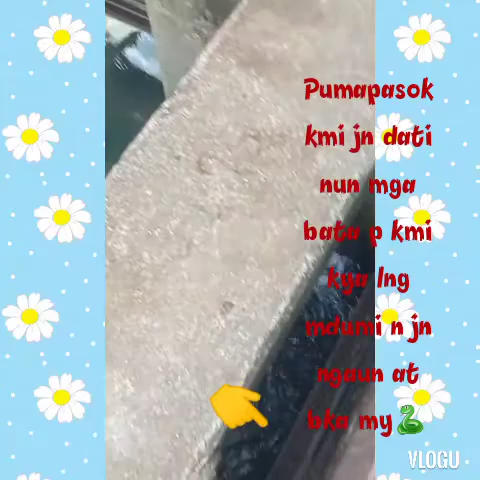 Pumapasok
kmi jn dati
nun mga
bata p kmi
kya lng
mdumi n jn
ngaun at
bka my🐍
VLOGU